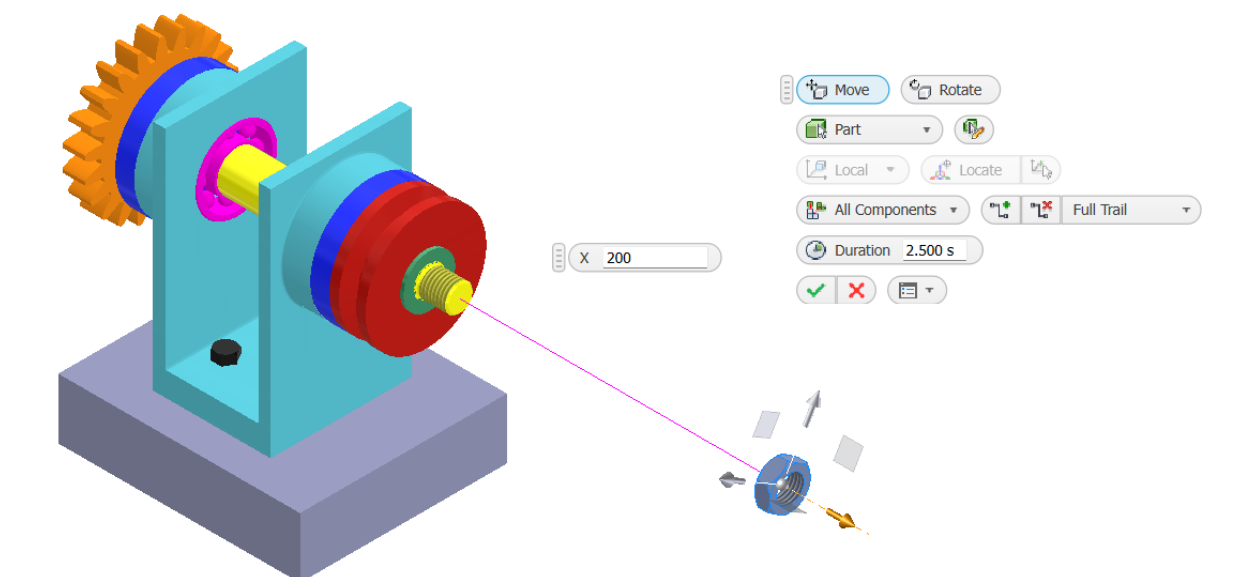 Move Rotate
Part
Local Locate
All Components Full Trail
X 200
Duration 2.500 s